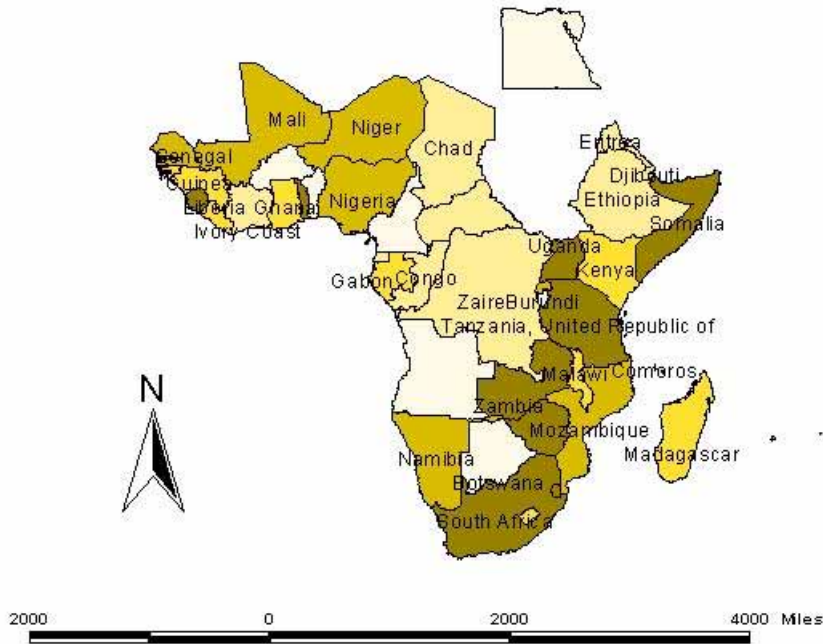 Mali
Niger
Chad
Senegal
Eritrea
Guinea
Djibouti
Liberia Ghana
Nigeria
Ethiopia
Ivory Coast
Somalia
Uganda
Gabon
Congo
Kenya
Zaire
Burundi
Tanzania, United Republic of
Malawi
Comoros
N
Zambia
Mozambique
Namibia
Madagascar
Botswana
South Africa
2000 0 2000 4000 Miles